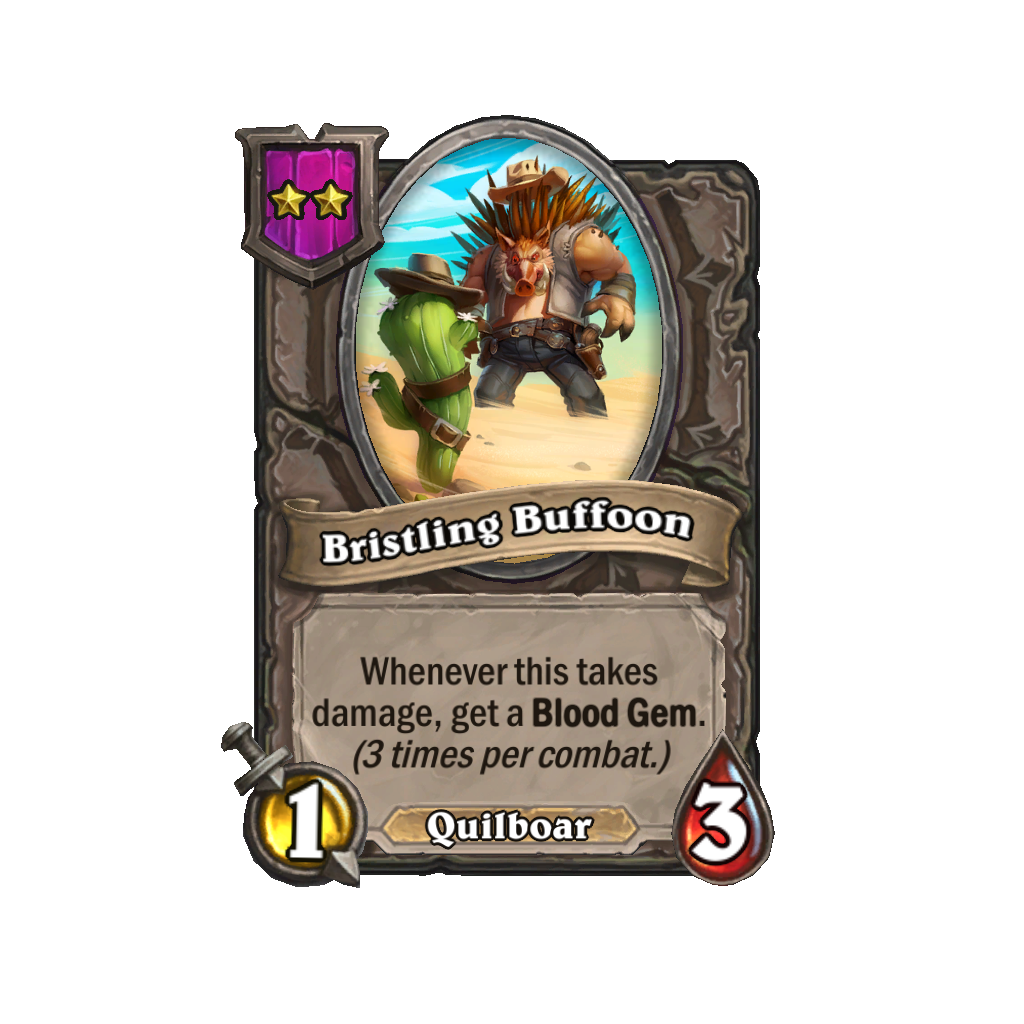 Bristling Buffoon
Whenever this takes
damage, get a Blood Gem.
(3 times per combat.)
1
Quilboar
3